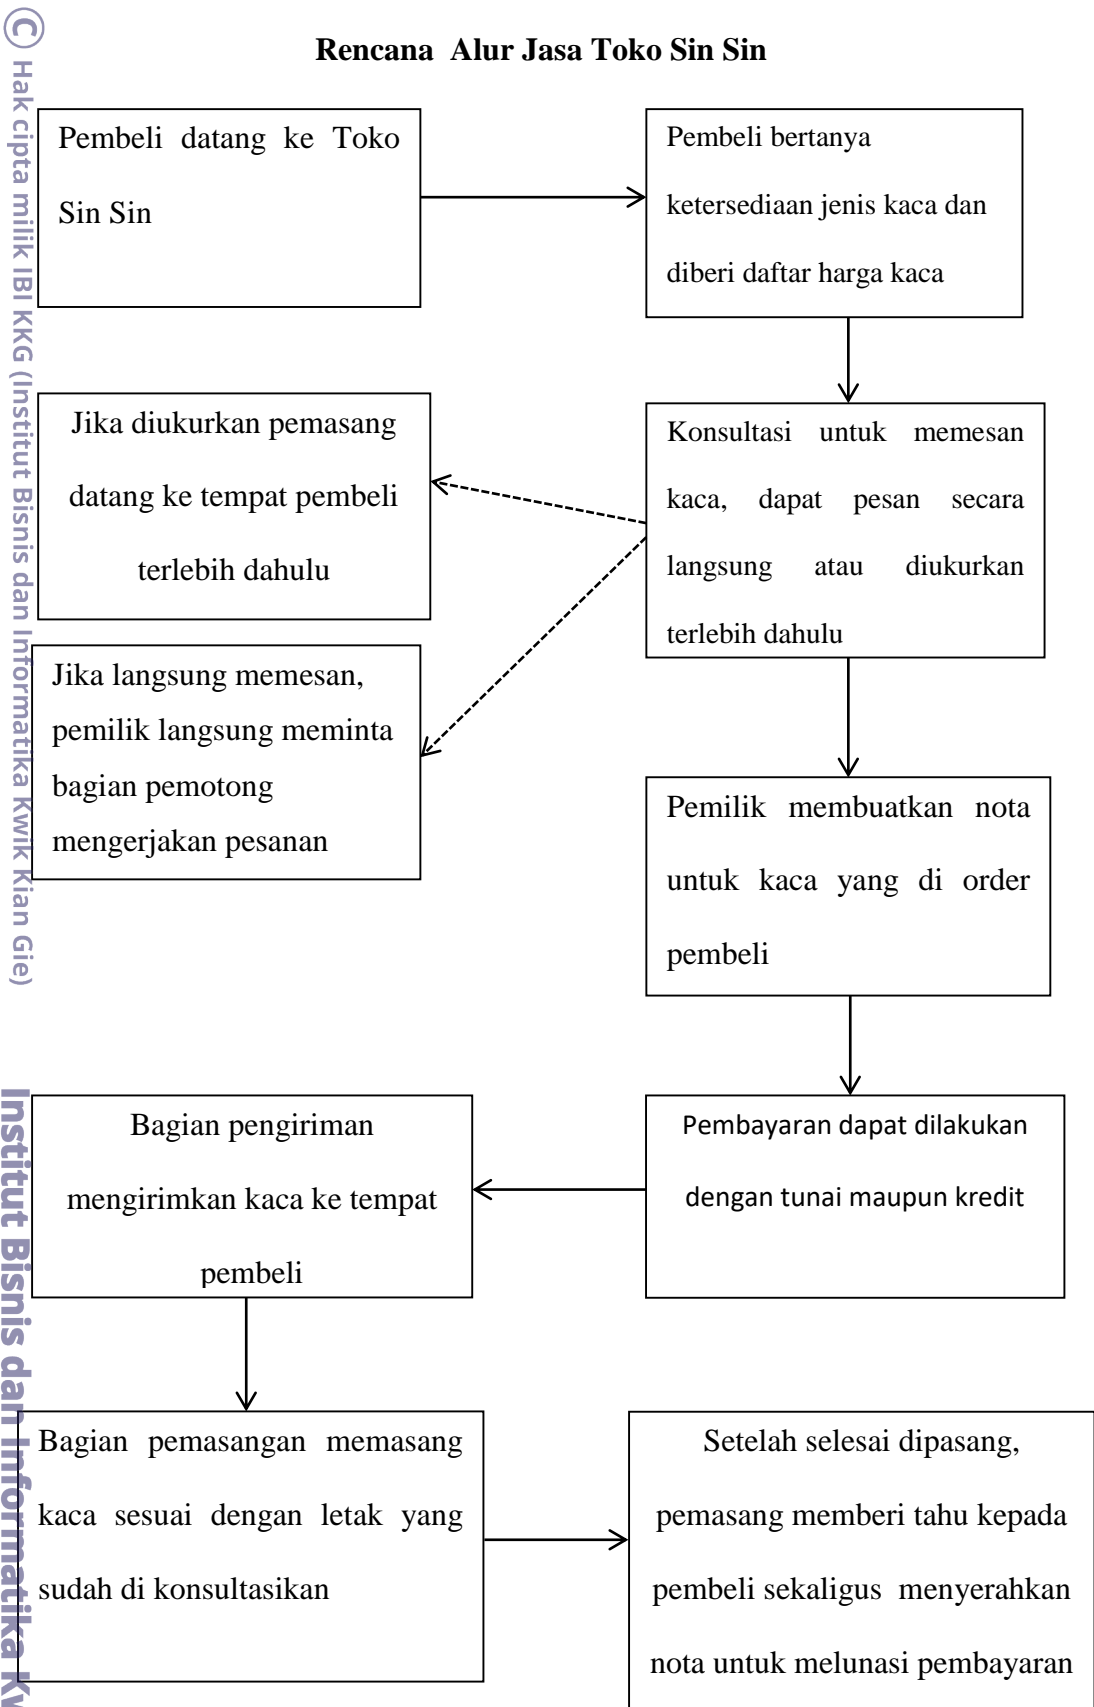 Rencana Alur Jasa Toko Sin Sin
Pembeli datang ke Toko
Sin Sin
Pembeli bertanya
ketersediaan jenis kaca dan
diberi daftar harga kaca
Konsultasi untuk memesan
kaca, dapat pesan secara
langsung atau diukurkan
terlebih dahulu
Jika diukurkan pemasang
datang ke tempat pembeli
terlebih dahulu
Jika langsung memesan,
pemilik langsung meminta
bagian pemotong
mengerjakan pesanan
Pemilik membuatkan nota
untuk kaca yang di order
pembeli
Pembayaran dapat dilakukan
dengan tunai maupun kredit
Bagian pengiriman
mengirimkan kaca ke tempat
pembeli
Bagian pemasangan memasang
kaca sesuai dengan letak yang
sudah di konsultasikan
Setelah selesai dipasang,
pemasang memberi tahu kepada
pembeli sekaligus menyerahkan
nota untuk melunasi pembayaran
© Hak cipta milik IBI KKG (Institut Bisnis dan Informatika Kwik Kian Gie)
Institut Bisnis dan Informatika Kw